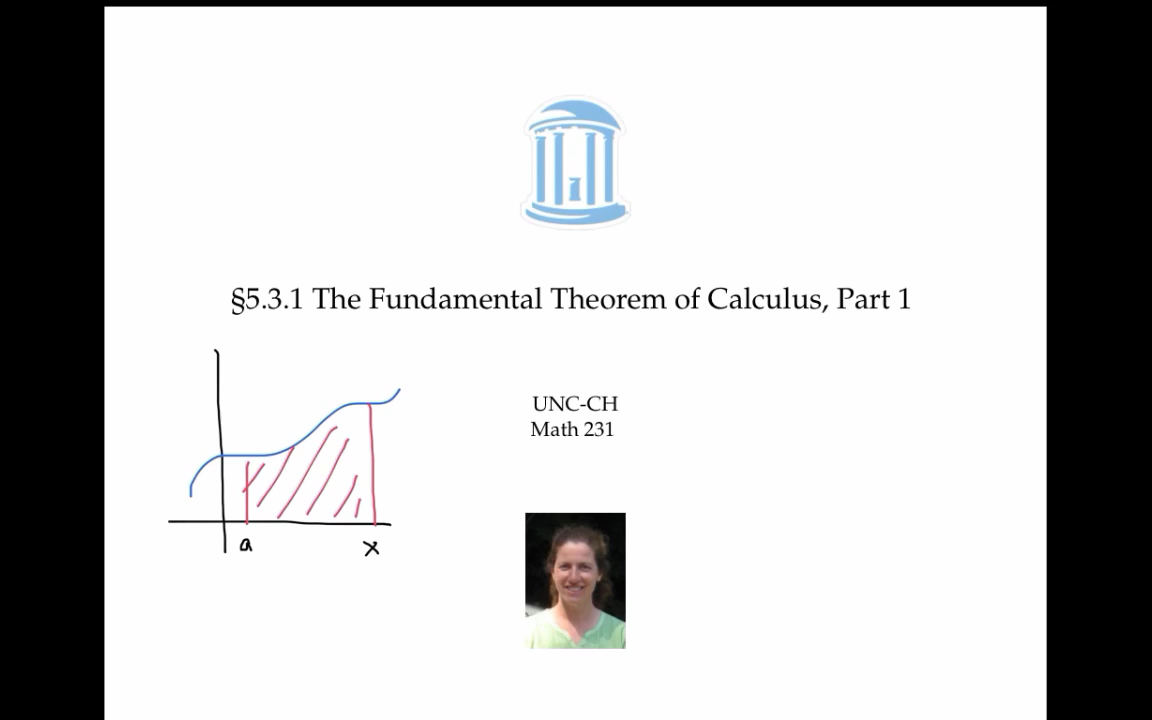 §5.3.1 The Fundamental Theorem of Calculus, Part 1
UNC-CH
Math 231
a
x